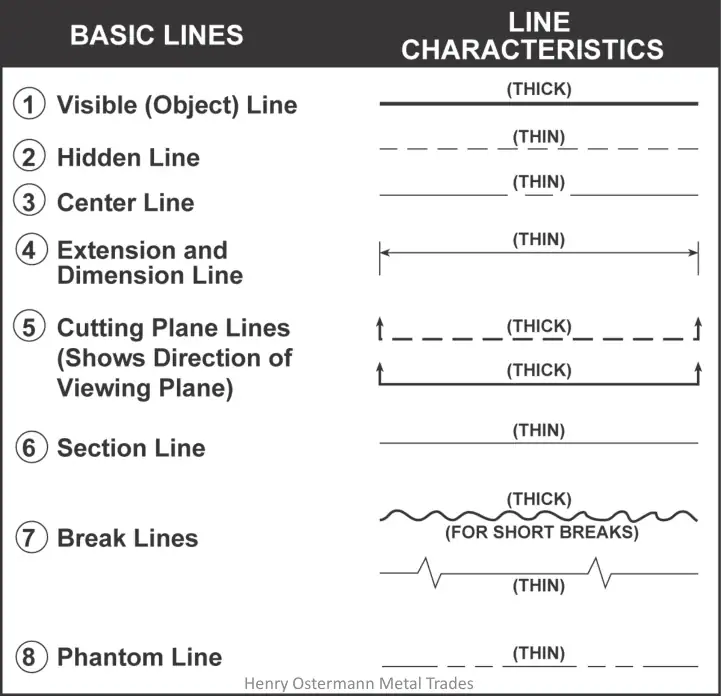 BASIC LINES
LINE
CHARACTERISTICS
1 Visible (Object) Line
(THICK)
2 Hidden Line
(THIN)
3 Center Line
(THIN)
4 Extension and
Dimension Line
(THIN)
5 Cutting Plane Lines
(Shows Direction of
Viewing Plane)
(THICK)
(THICK)
6 Section Line
(THIN)
7 Break Lines
(THICK)
(FOR SHORT BREAKS)
(THIN)
8 Phantom Line
(THIN)
Henry Ostermann Metal Trades